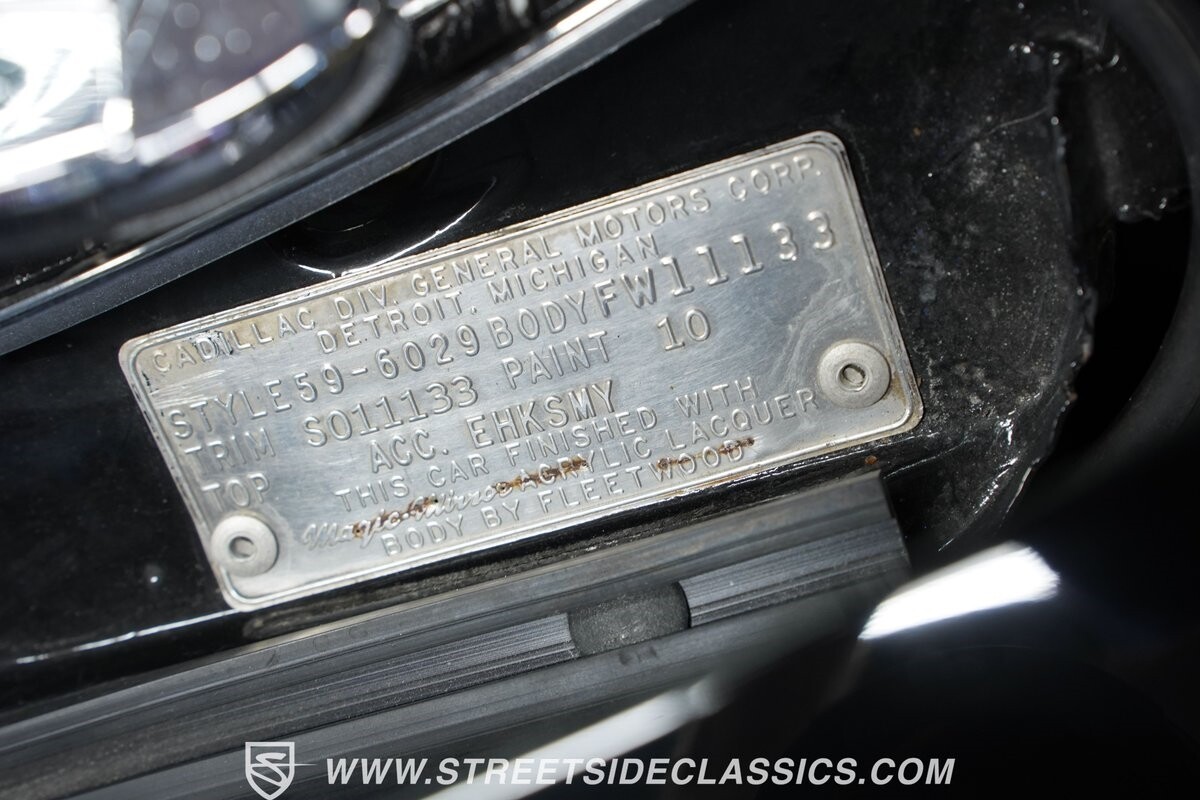 CADILLAC DIV. GENERAL MOTORS CORP.
DETROIT. MICHIGAN
STYLE 59-6029 BODY FW11133
TRIM SO11133 PAINT 10
TOP ACC. EHKSMY
THIS CAR FINISHED WITH
Magic-Mirror ACRYLIC LACQUER
BODY BY FLEETWOOD
WWW.STREETSIDECLASSICS.COM